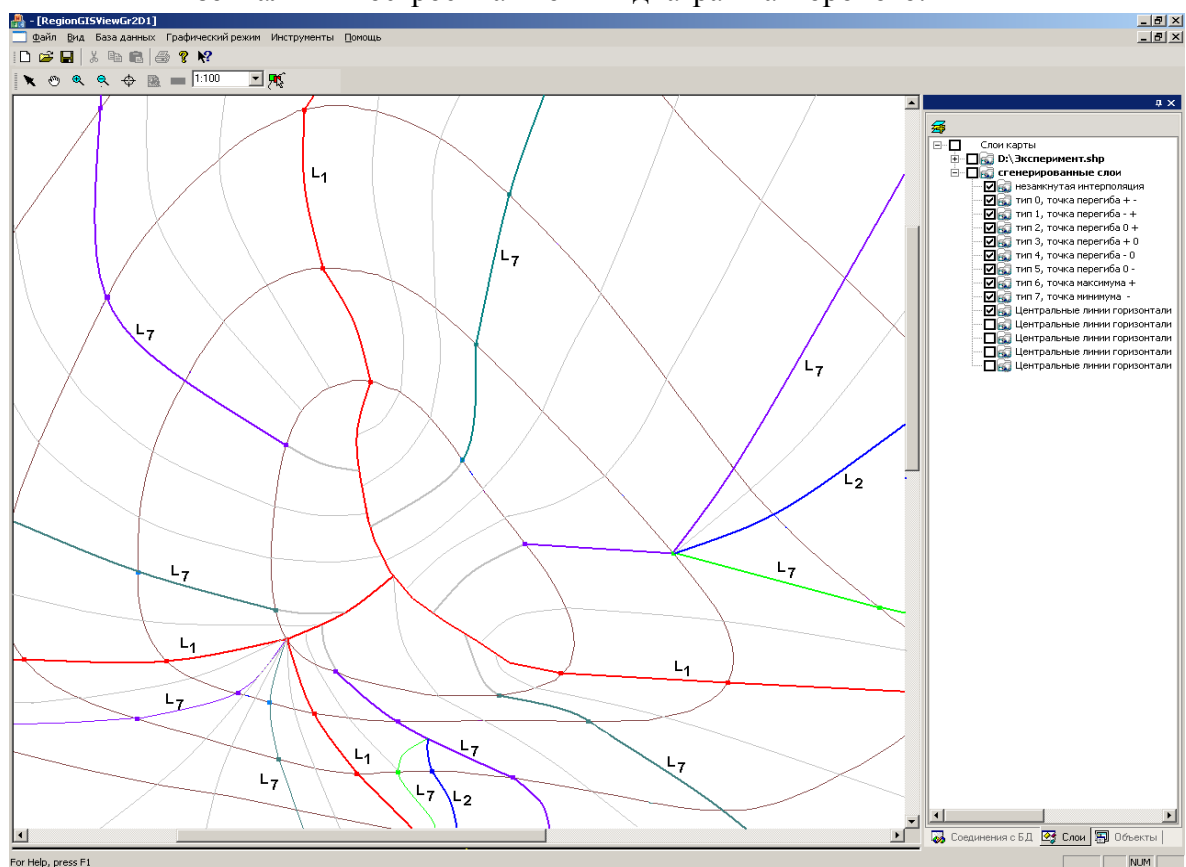 - [RegionGISViewGr2D1]
Файл Вид База данных Графический режим Инструменты Помощь
1:100
L1
L7
L7
L7
L2
L7
L7
L1
L1
L7
L7
L1
L7
L7
L2
L7
Слои карты
D:\Эксперимент.shp
сгенерированные слои
незамкнутая интерполяция
тип 0, точка перегиба + -
тип 1, точка перегиба - +
тип 2, точка перегиба 0 +
тип 3, точка перегиба + 0
тип 4, точка перегиба - 0
тип 5, точка перегиба 0 -
тип 6, точка максимума +
тип 7, точка минимума -
Центральные линии горизонтали
Центральные линии горизонтали
Центральные линии горизонтали
Центральные линии горизонтали
Центральные линии горизонтали
Соединения с БД Слои Объекты
For Help, press F1
NUM